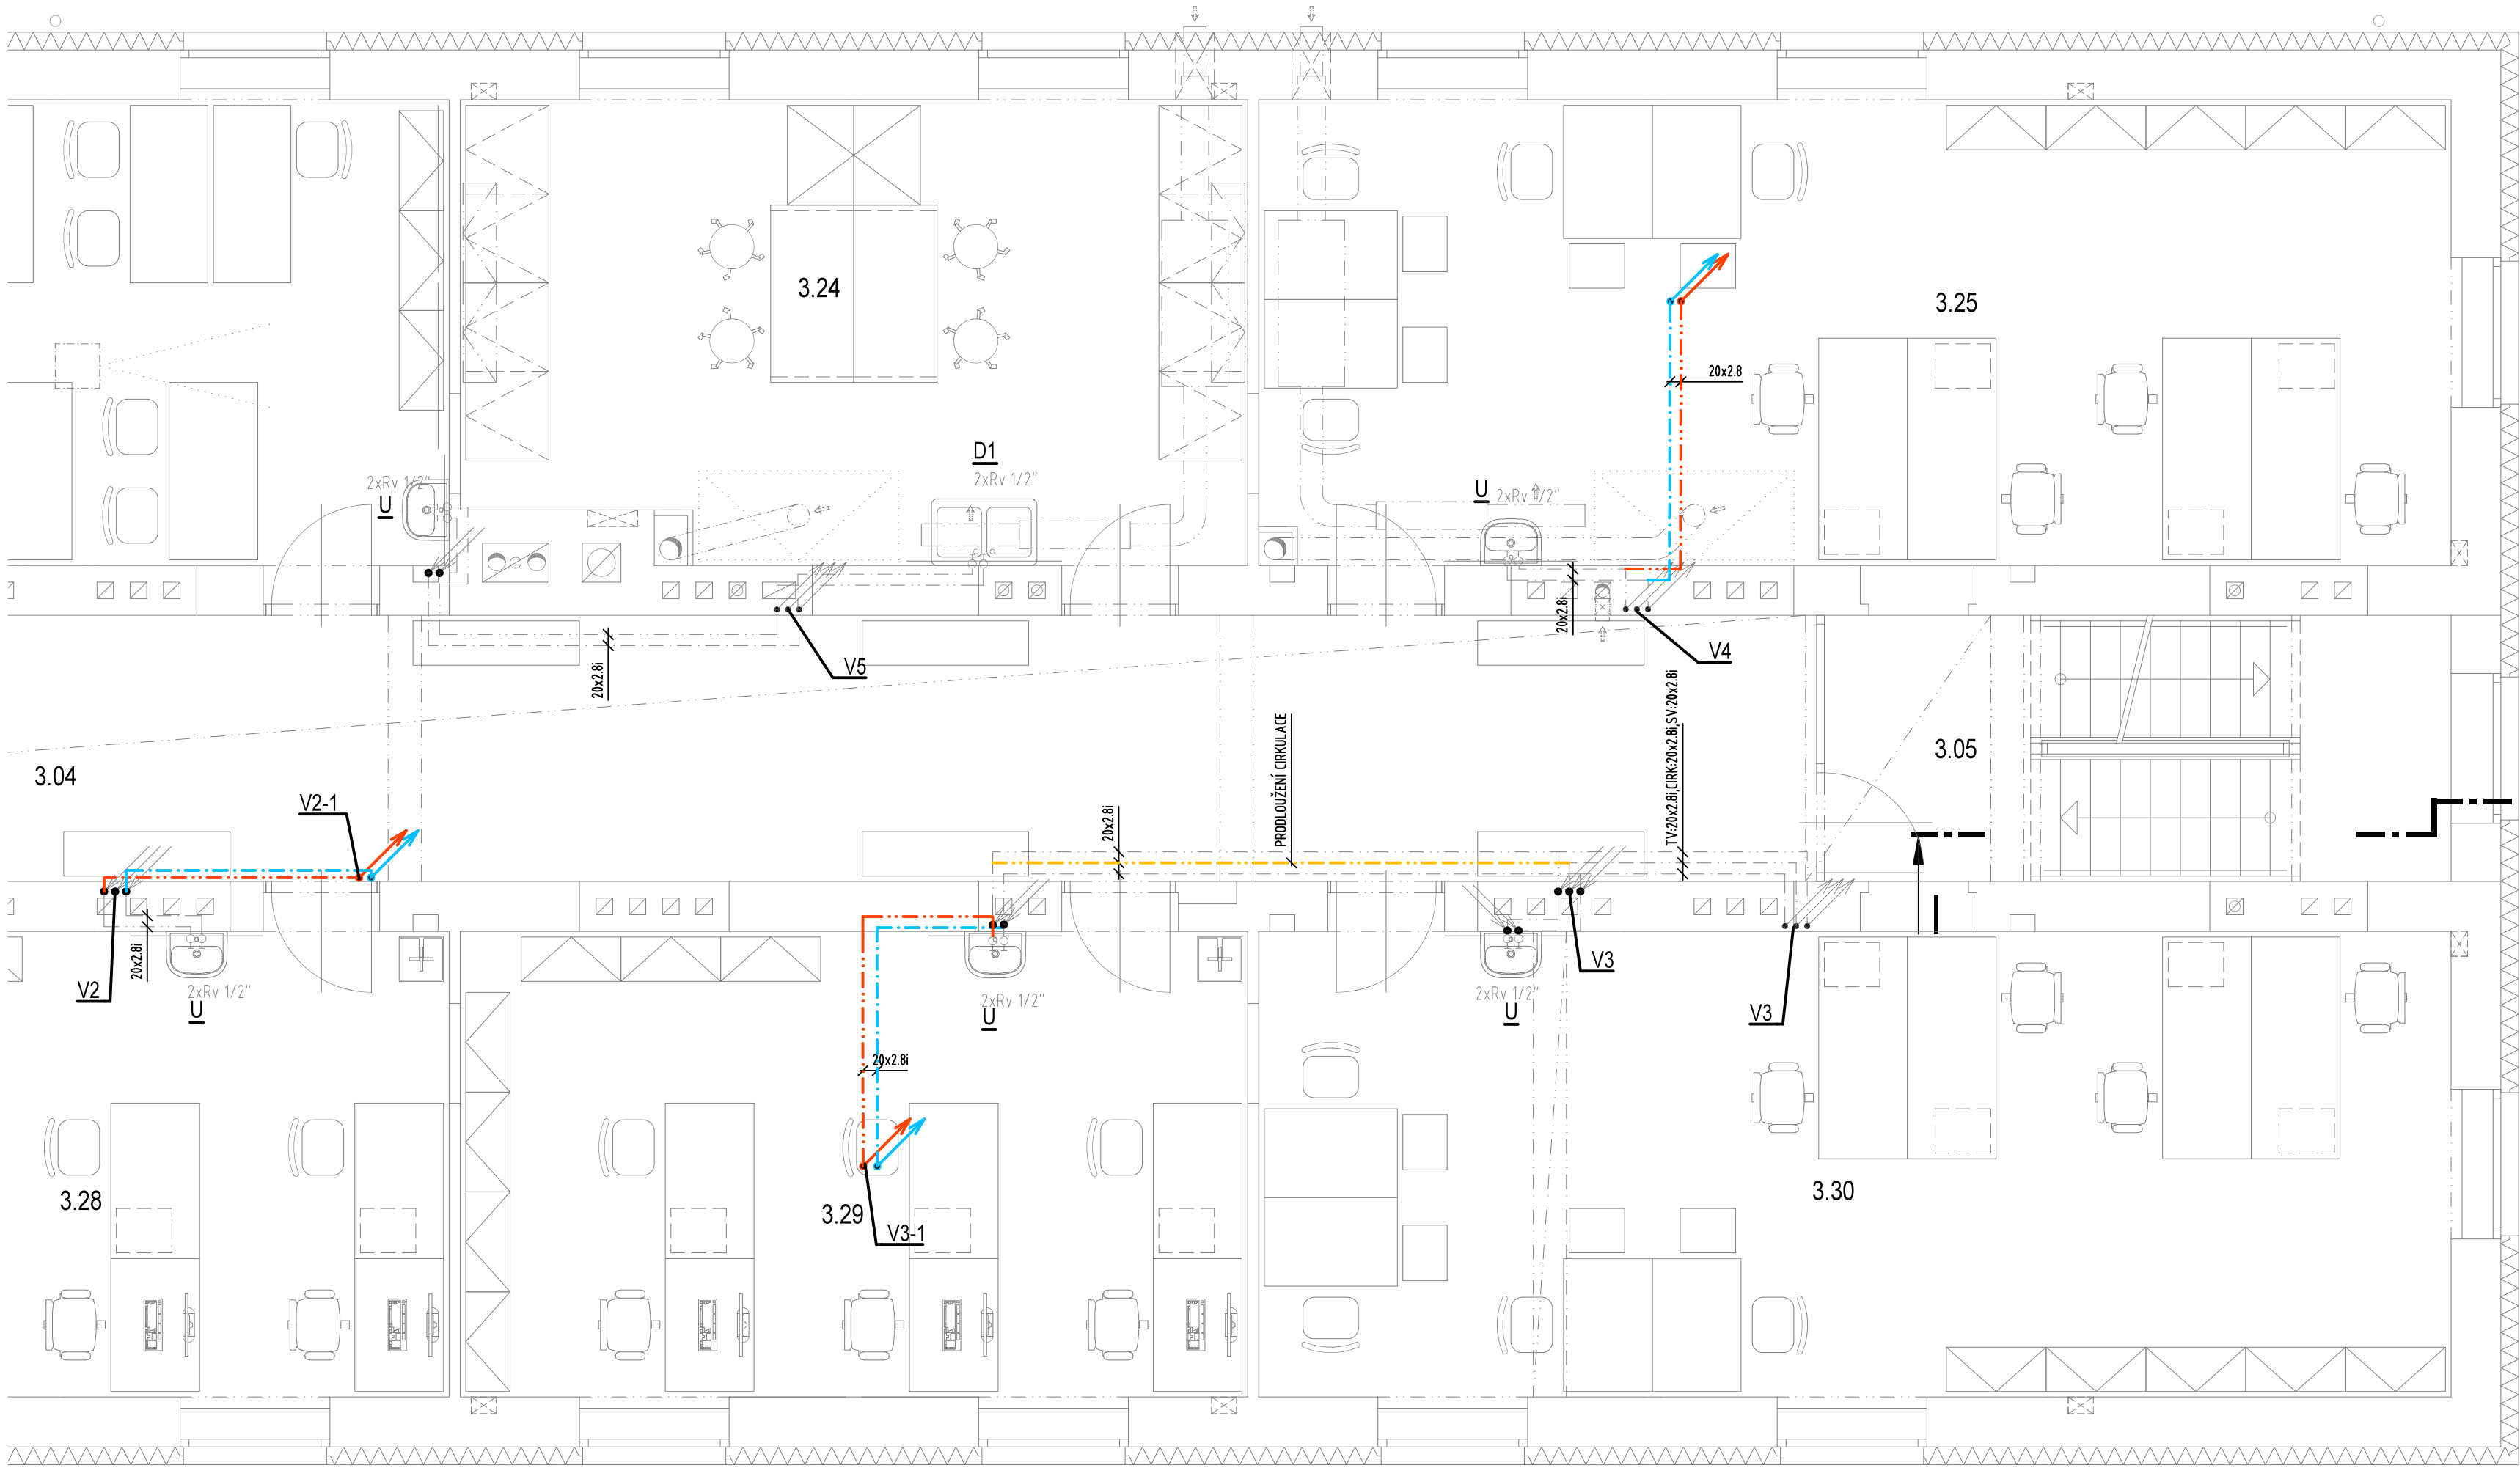 3.24
3.25
20x2.8
D1
2xRv 1/2"
2xRv 1/2"
U
U
2xRv 1/2"
20x2.8i
V5
20x2.8i
V4
3.04
V2-1
20x2.8i
PRODLOUŽENÍ CIRKULACE
TV:20x2.8i,CIRK:20x2.8i,SV:20x2.8i
3.05
20x2.8i
V2
2xRv 1/2"
U
2xRv 1/2"
U
V3
2xRv 1/2"
U
V3
20x2.8i
3.28
3.29
V3-1
3.30